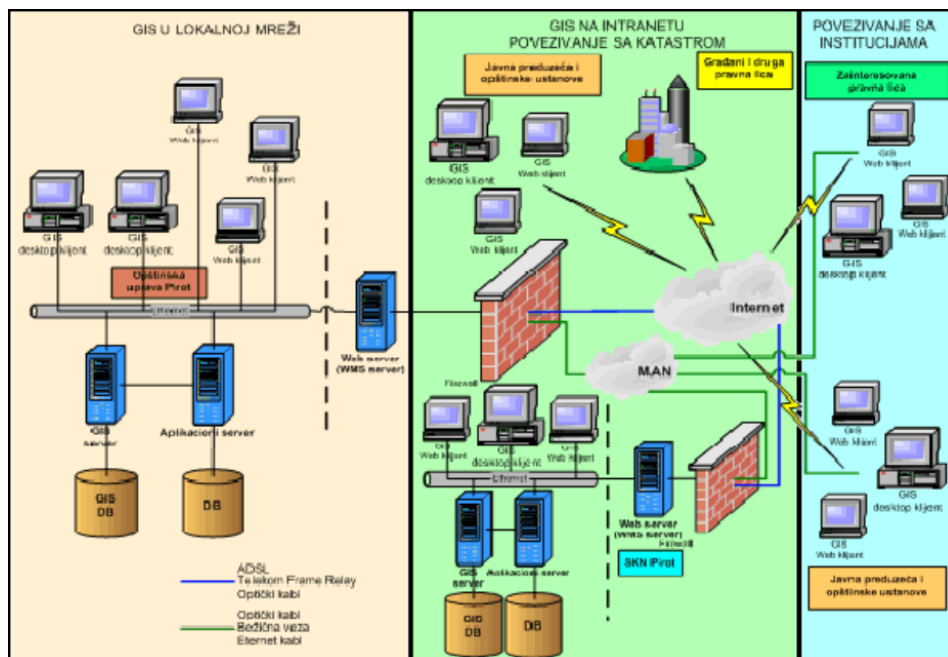 GIS U LOKALNOJ MREŽI
GIS
Web klijent
GIS
Web klijent
GIS
desktop klijent
GIS
desktop klijent
GIS
Web klijent
Opštinska
uprava Pirot
Ethernet
Web server
(WMS server)
GIS
server
Aplikacioni server
GIS
DB
DB
ADSL
Telekom Frame Relay
Optički kabl
Optički kabl
Bežična veza
Eternet kabl
GIS NA INTRANETU
POVEZIVANJE SA KATASTROM
Javna preduzeća i
opštinske ustanove
Građani i druga
pravna lica
GIS
desktop klijent
GIS
Web klijent
GIS
Web klijent
Internet
MAN
Firewall
GIS
Web klijent
GIS
desktop klijent
GIS
Web klijent
Ethernet
Web server
(WMS server)
Firewall
SKN Pirot
GIS
server
Aplikacioni server
GIS
DB
DB
POVEZIVANJE SA
INSTITUCIJAMA
Zainteresovana
pravna lica
GIS
Web klijent
GIS
Web klijent
GIS
desktop klijent
GIS
Web klijent
GIS
desktop klijent
GIS
Web klijent
Javna preduzeća i
opštinske ustanove